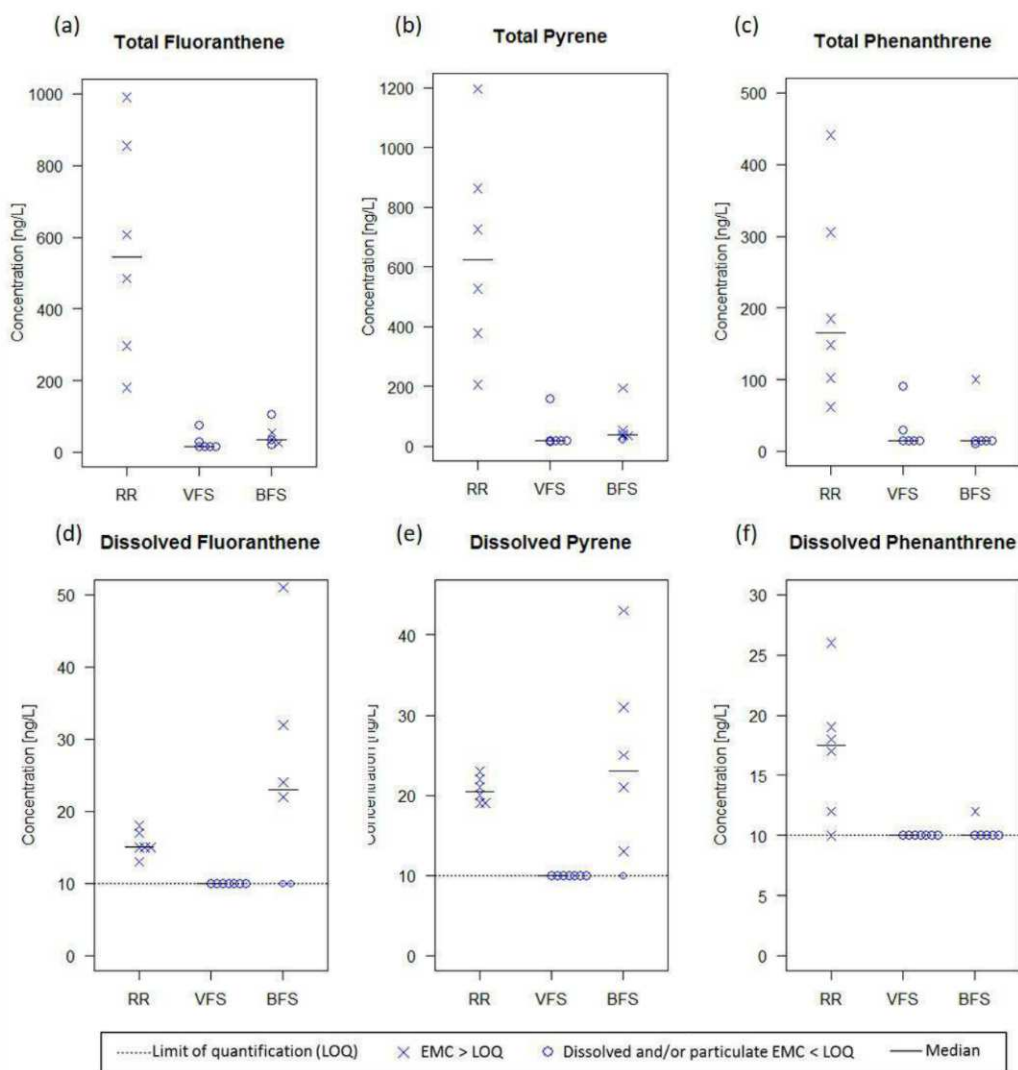 (a)
Total Fluoranthene
Concentration [ng/L]
1000
800
600
400
200
0
RR VFS BFS
(b)
Total Pyrene
Concentration [ng/L]
1200
1000
800
600
400
200
0
RR VFS BFS
(c)
Total Phenanthrene
Concentration [ng/L]
500
400
300
200
100
0
RR VFS BFS
(d)
Dissolved Fluoranthene
Concentration [ng/L]
50
40
30
20
10
0
RR VFS BFS
(e)
Dissolved Pyrene
Concentration [ng/L]
40
30
20
10
0
RR VFS BFS
(f)
Dissolved Phenanthrene
Concentration [ng/L]
30
25
20
15
10
5
0
RR VFS BFS
Limit of quantification (LOQ) EMC > LOQ Dissolved and/or particulate EMC < LOQ Median